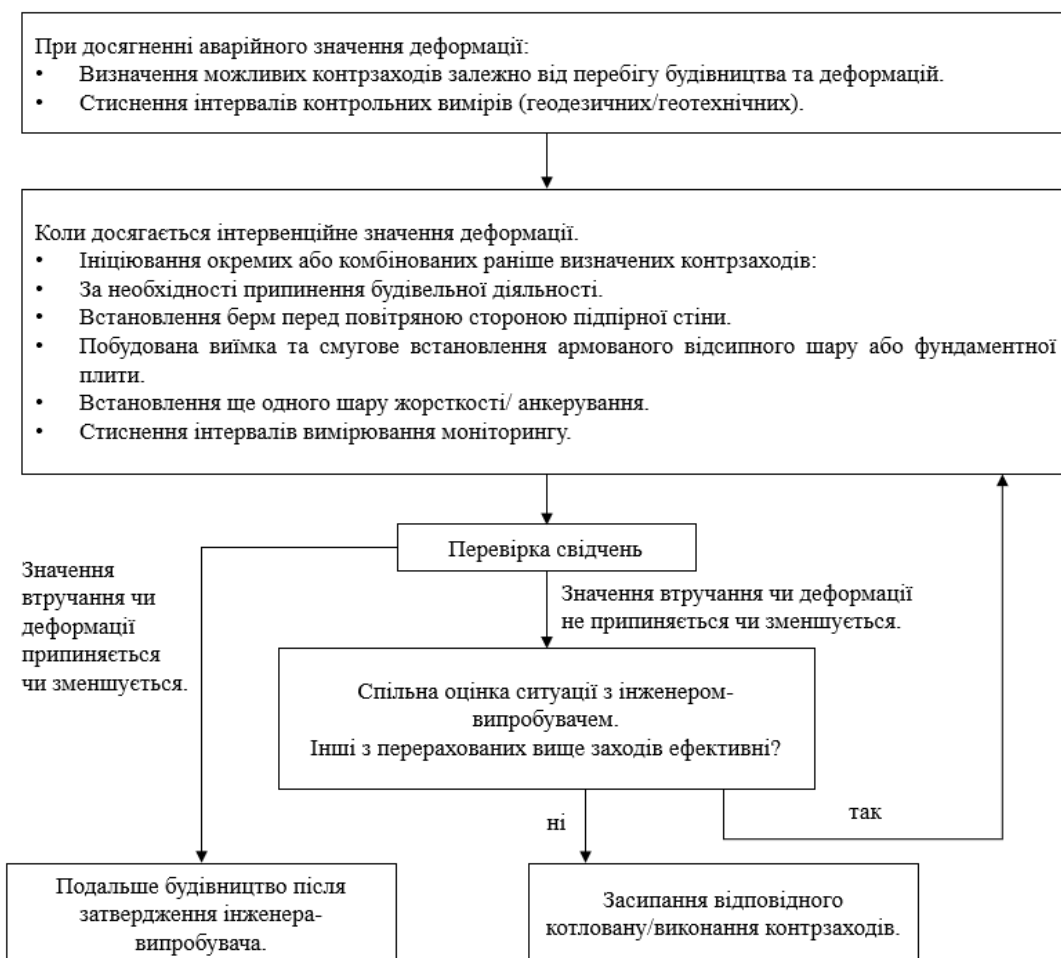 При досягненні аварійного значення деформації:
• Визначення можливих контрзаходів залежно від перебігу будівництва та деформацій.
• Стиснення інтервалів контрольних вимірів (геодезичних/геотехнічних).
Коли досягається інтервенційне значення деформації.
• Ініціювання окремих або комбінованих раніше визначених контрзаходів:
• За необхідності припинення будівельної діяльності.
• Встановлення берм перед повітряною стороною підпірної стіни.
• Побудована виїмка та смугове встановлення армованого відсипного шару або фундаментної
плити.
• Встановлення ще одного шару жорсткості/ анкерування.
• Стиснення інтервалів вимірювання моніторингу.
Перевірка свідчень
Значення
втручання чи
деформації
припиняється
чи зменшується.
Значення втручання чи деформації
не припиняється чи зменшується.
Спільна оцінка ситуації з інженером-
випробувачем.
Інші з перерахованих вище заходів ефективні?
ні
так
Подальше будівництво після
затвердження інженера-
випробувача.
Засипання відповідного
котловану/виконання контрзаходів.